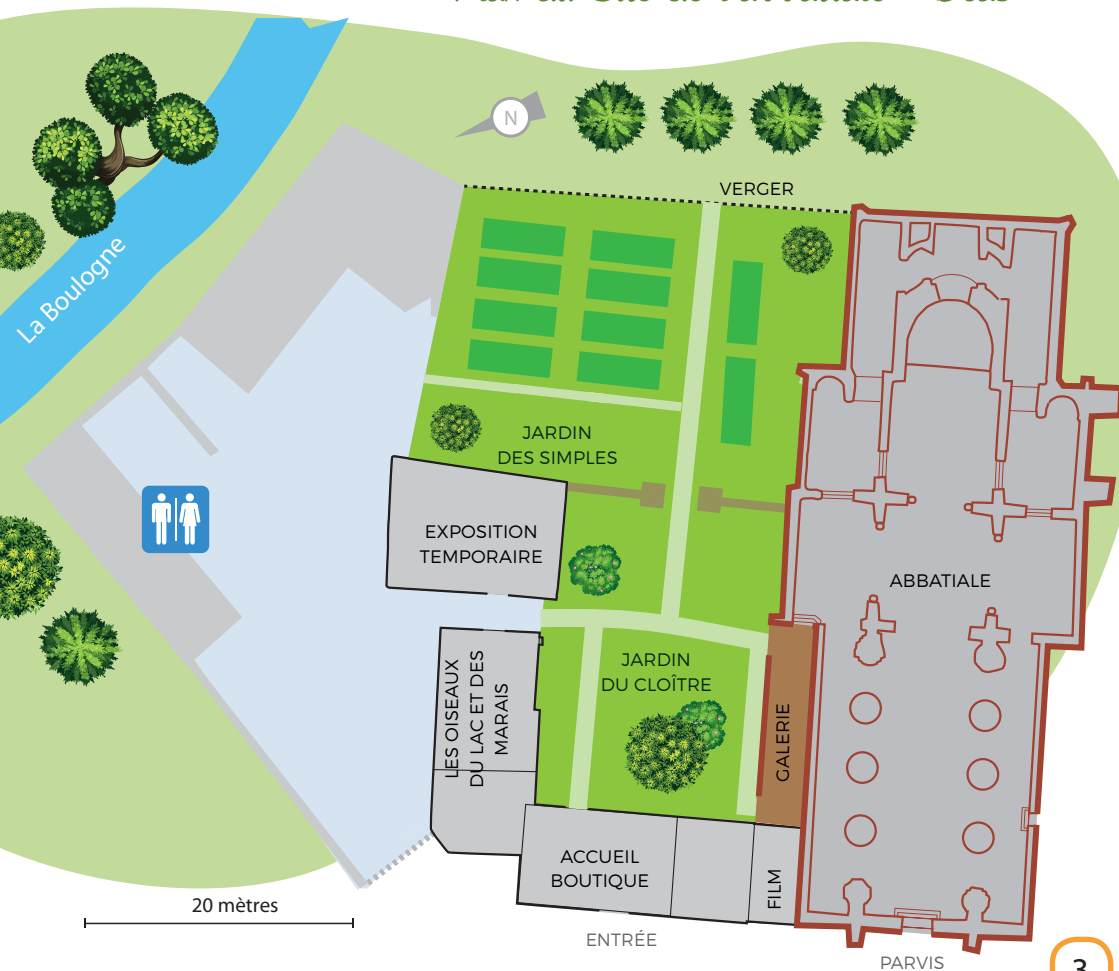 La Boulogne
N
VERGER
JARDIN
DES SIMPLES
EXPOSITION
TEMPORAIRE
ABBATIALE
LES OISEAUX
DU LAC ET DES
MARAIS
JARDIN
DU CLOÎTRE
GALERIE
ACCUEIL
BOUTIQUE
FILM
20 mètres
ENTRÉE
PARVIS
3